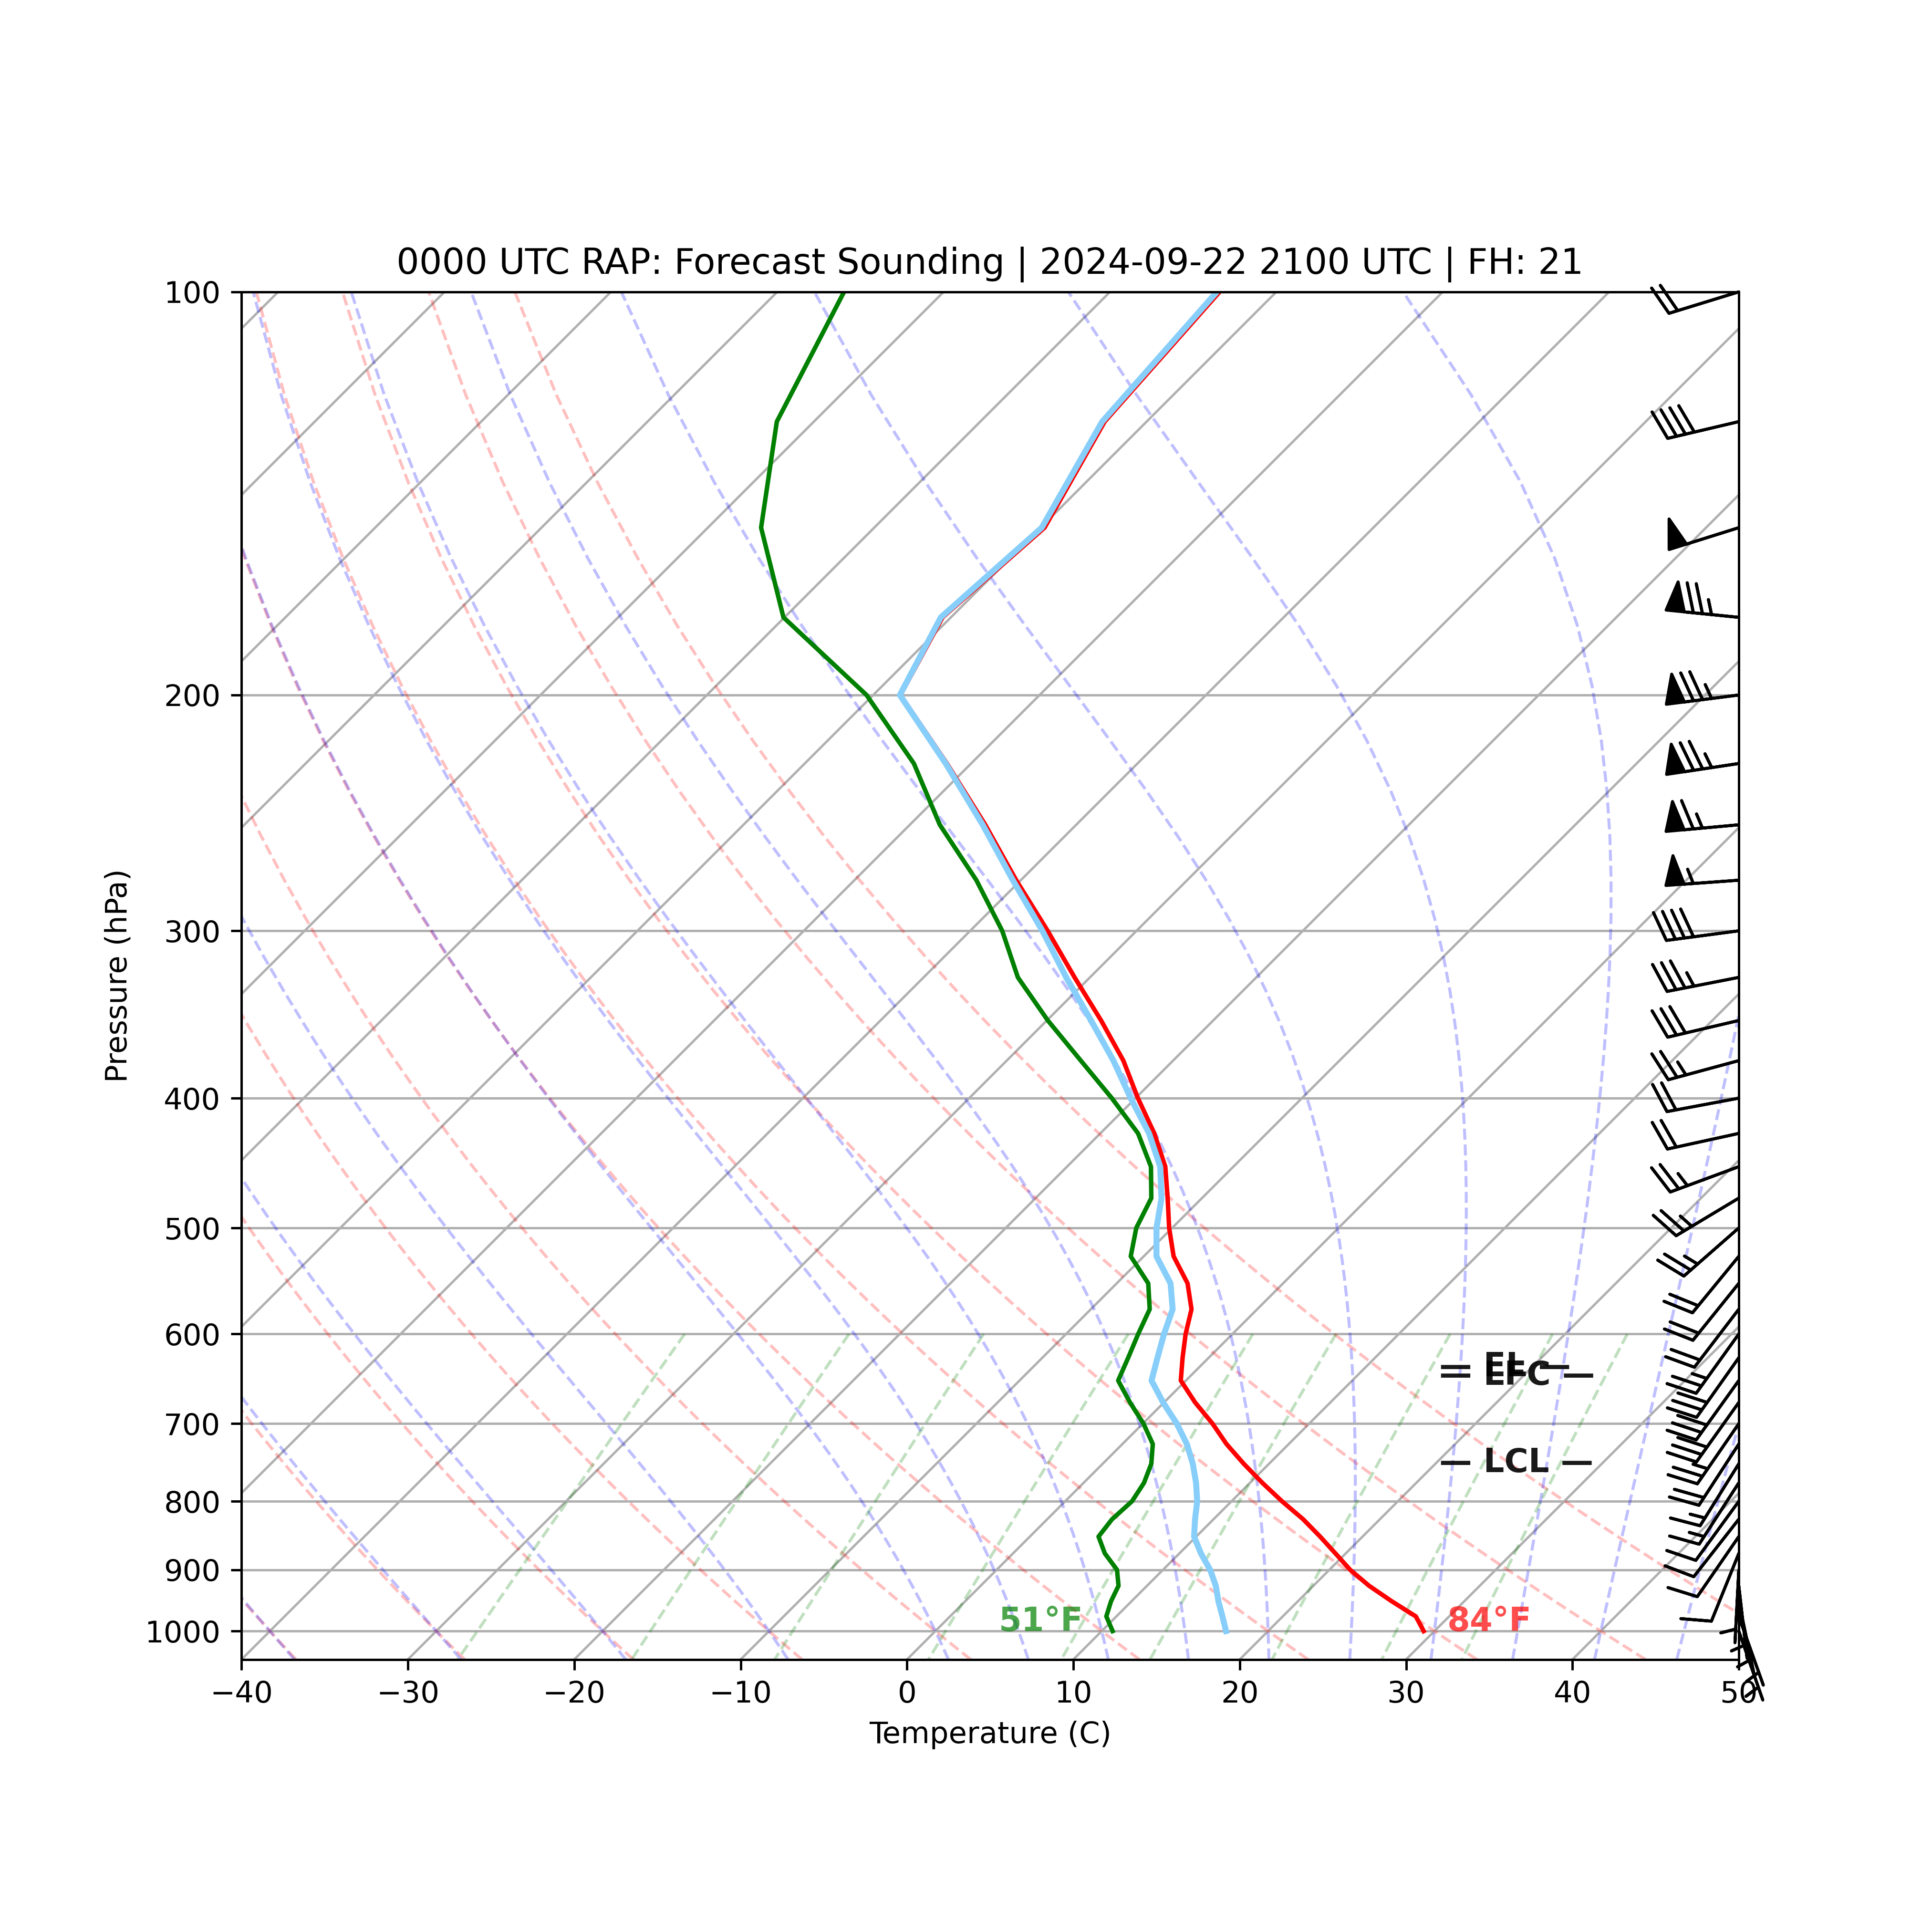 0000 UTC RAP: Forecast Sounding | 2024-09-22 2100 UTC | FH: 21
100
200
300
400
500
600
700
800
900
1000
Pressure (hPa)
— EL —
— LFC —
— LCL —
51°F
84°F
−40
−30
−20
−10
0
10
20
30
40
50
Temperature (C)